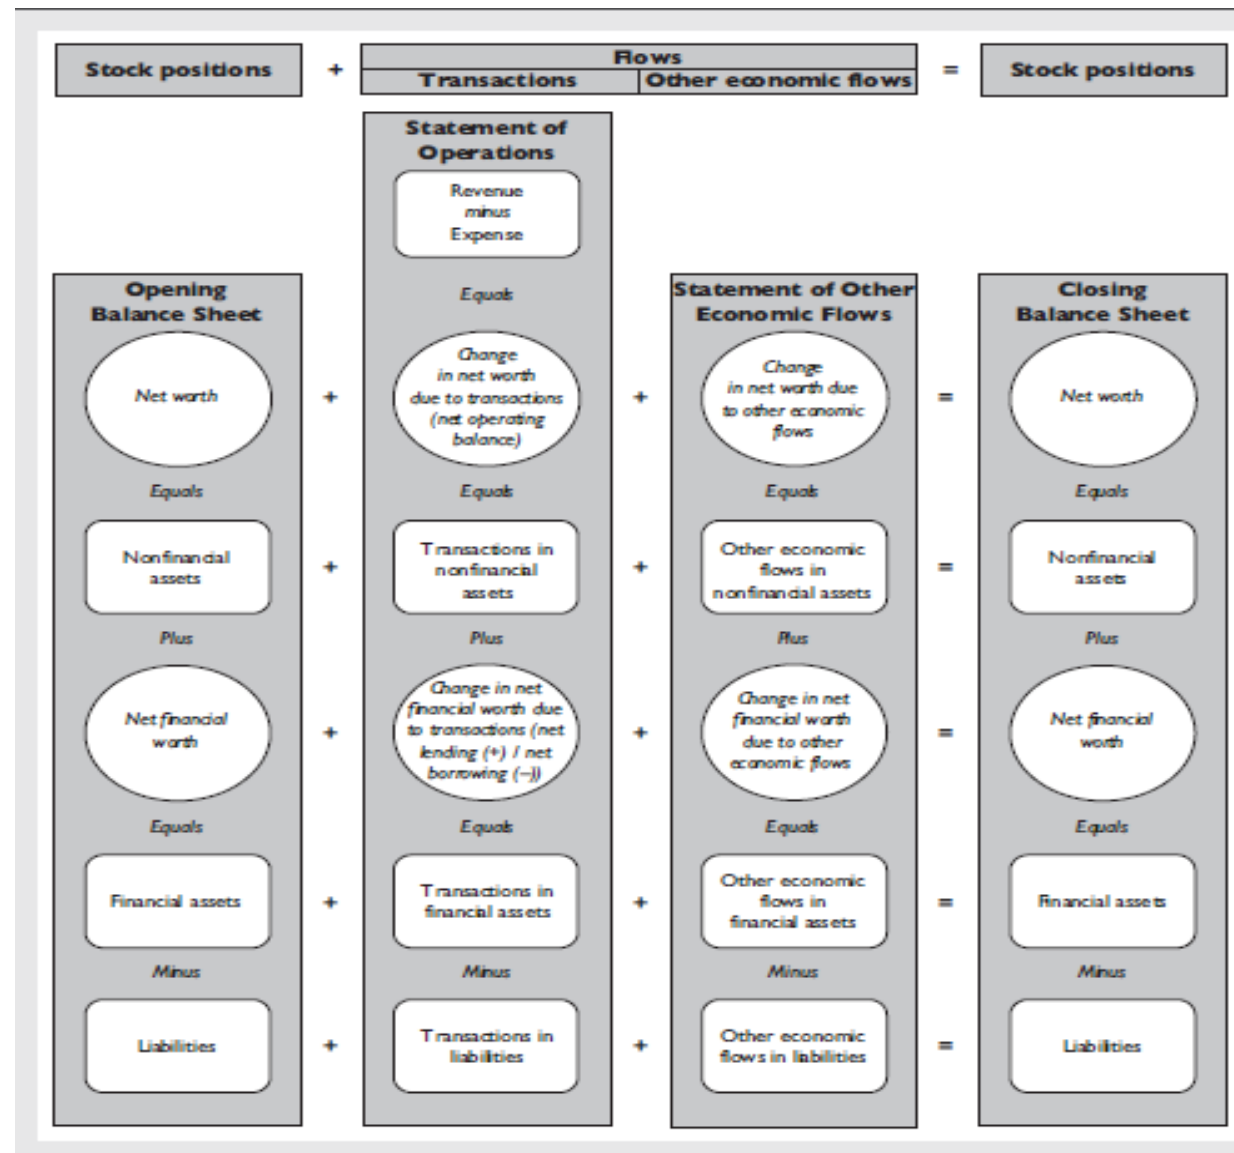 Stock positions + Flows = Stock positions
Transactions Other economic flows
Statement of
Operations
Revenue
minus
Expense
Opening
Balance Sheet
Equals
Statement of Other
Economic Flows
Closing
Balance Sheet
Net worth
+
Change
in net worth
due to transactions
(net operating
balance)
+
Change
in net worth due
to other economic
flows
=
Net worth
Equals Equals Equals Equals
Nonfinancial
assets
+
Transactions in
nonfinancial
assets
+
Other economic
flows in
nonfinancial assets
=
Nonfinancial
assets
Plus Plus Plus Plus
Net financial
worth
+
Change in net
financial worth due
to transactions (net
lending (+) / net
borrowing (–))
+
Change in net
financial worth
due to other
economic flows
=
Net financial
worth
Equals Equals Equals Equals
Financial assets
+
Transactions in
financial assets
+
Other economic
flows in
financial assets
=
Financial assets
Minus Minus Minus Minus
Liabilities
+
Transactions in
liabilities
+
Other economic
flows in liabilities
=
Liabilities